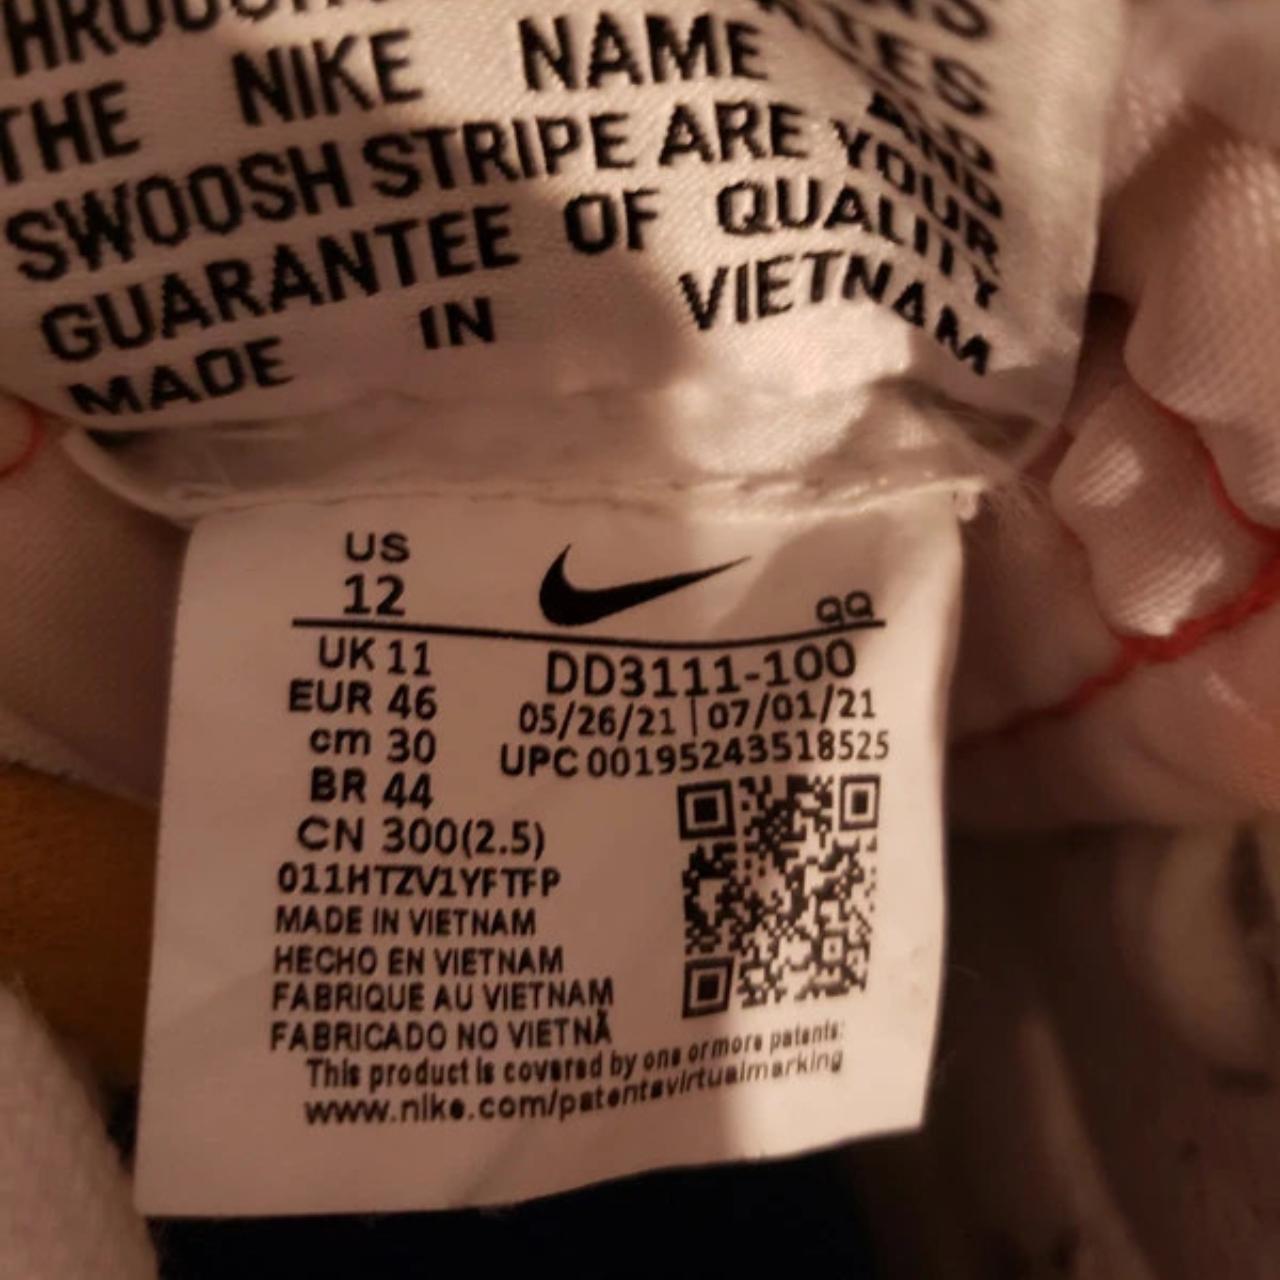 THE NIKE NAME AND
SWOOSH STRIPE ARE YOUR
GUARANTEE OF QUALITY
MADE IN VIETNAM
US
12
QQ
UK 11
EUR 46
cm 30
BR 44
CN 300(2.5)
DD3111-100
05/26/21 | 07/01/21
UPC 00195243518525
011HTZV1YFTFP
MADE IN VIETNAM
HECHO EN VIETNAM
FABRIQUE AU VIETNAM
FABRICADO NO VIETNÃ
This product is covered by one or more patents:
www.nike.com/patentsvirtualmarking